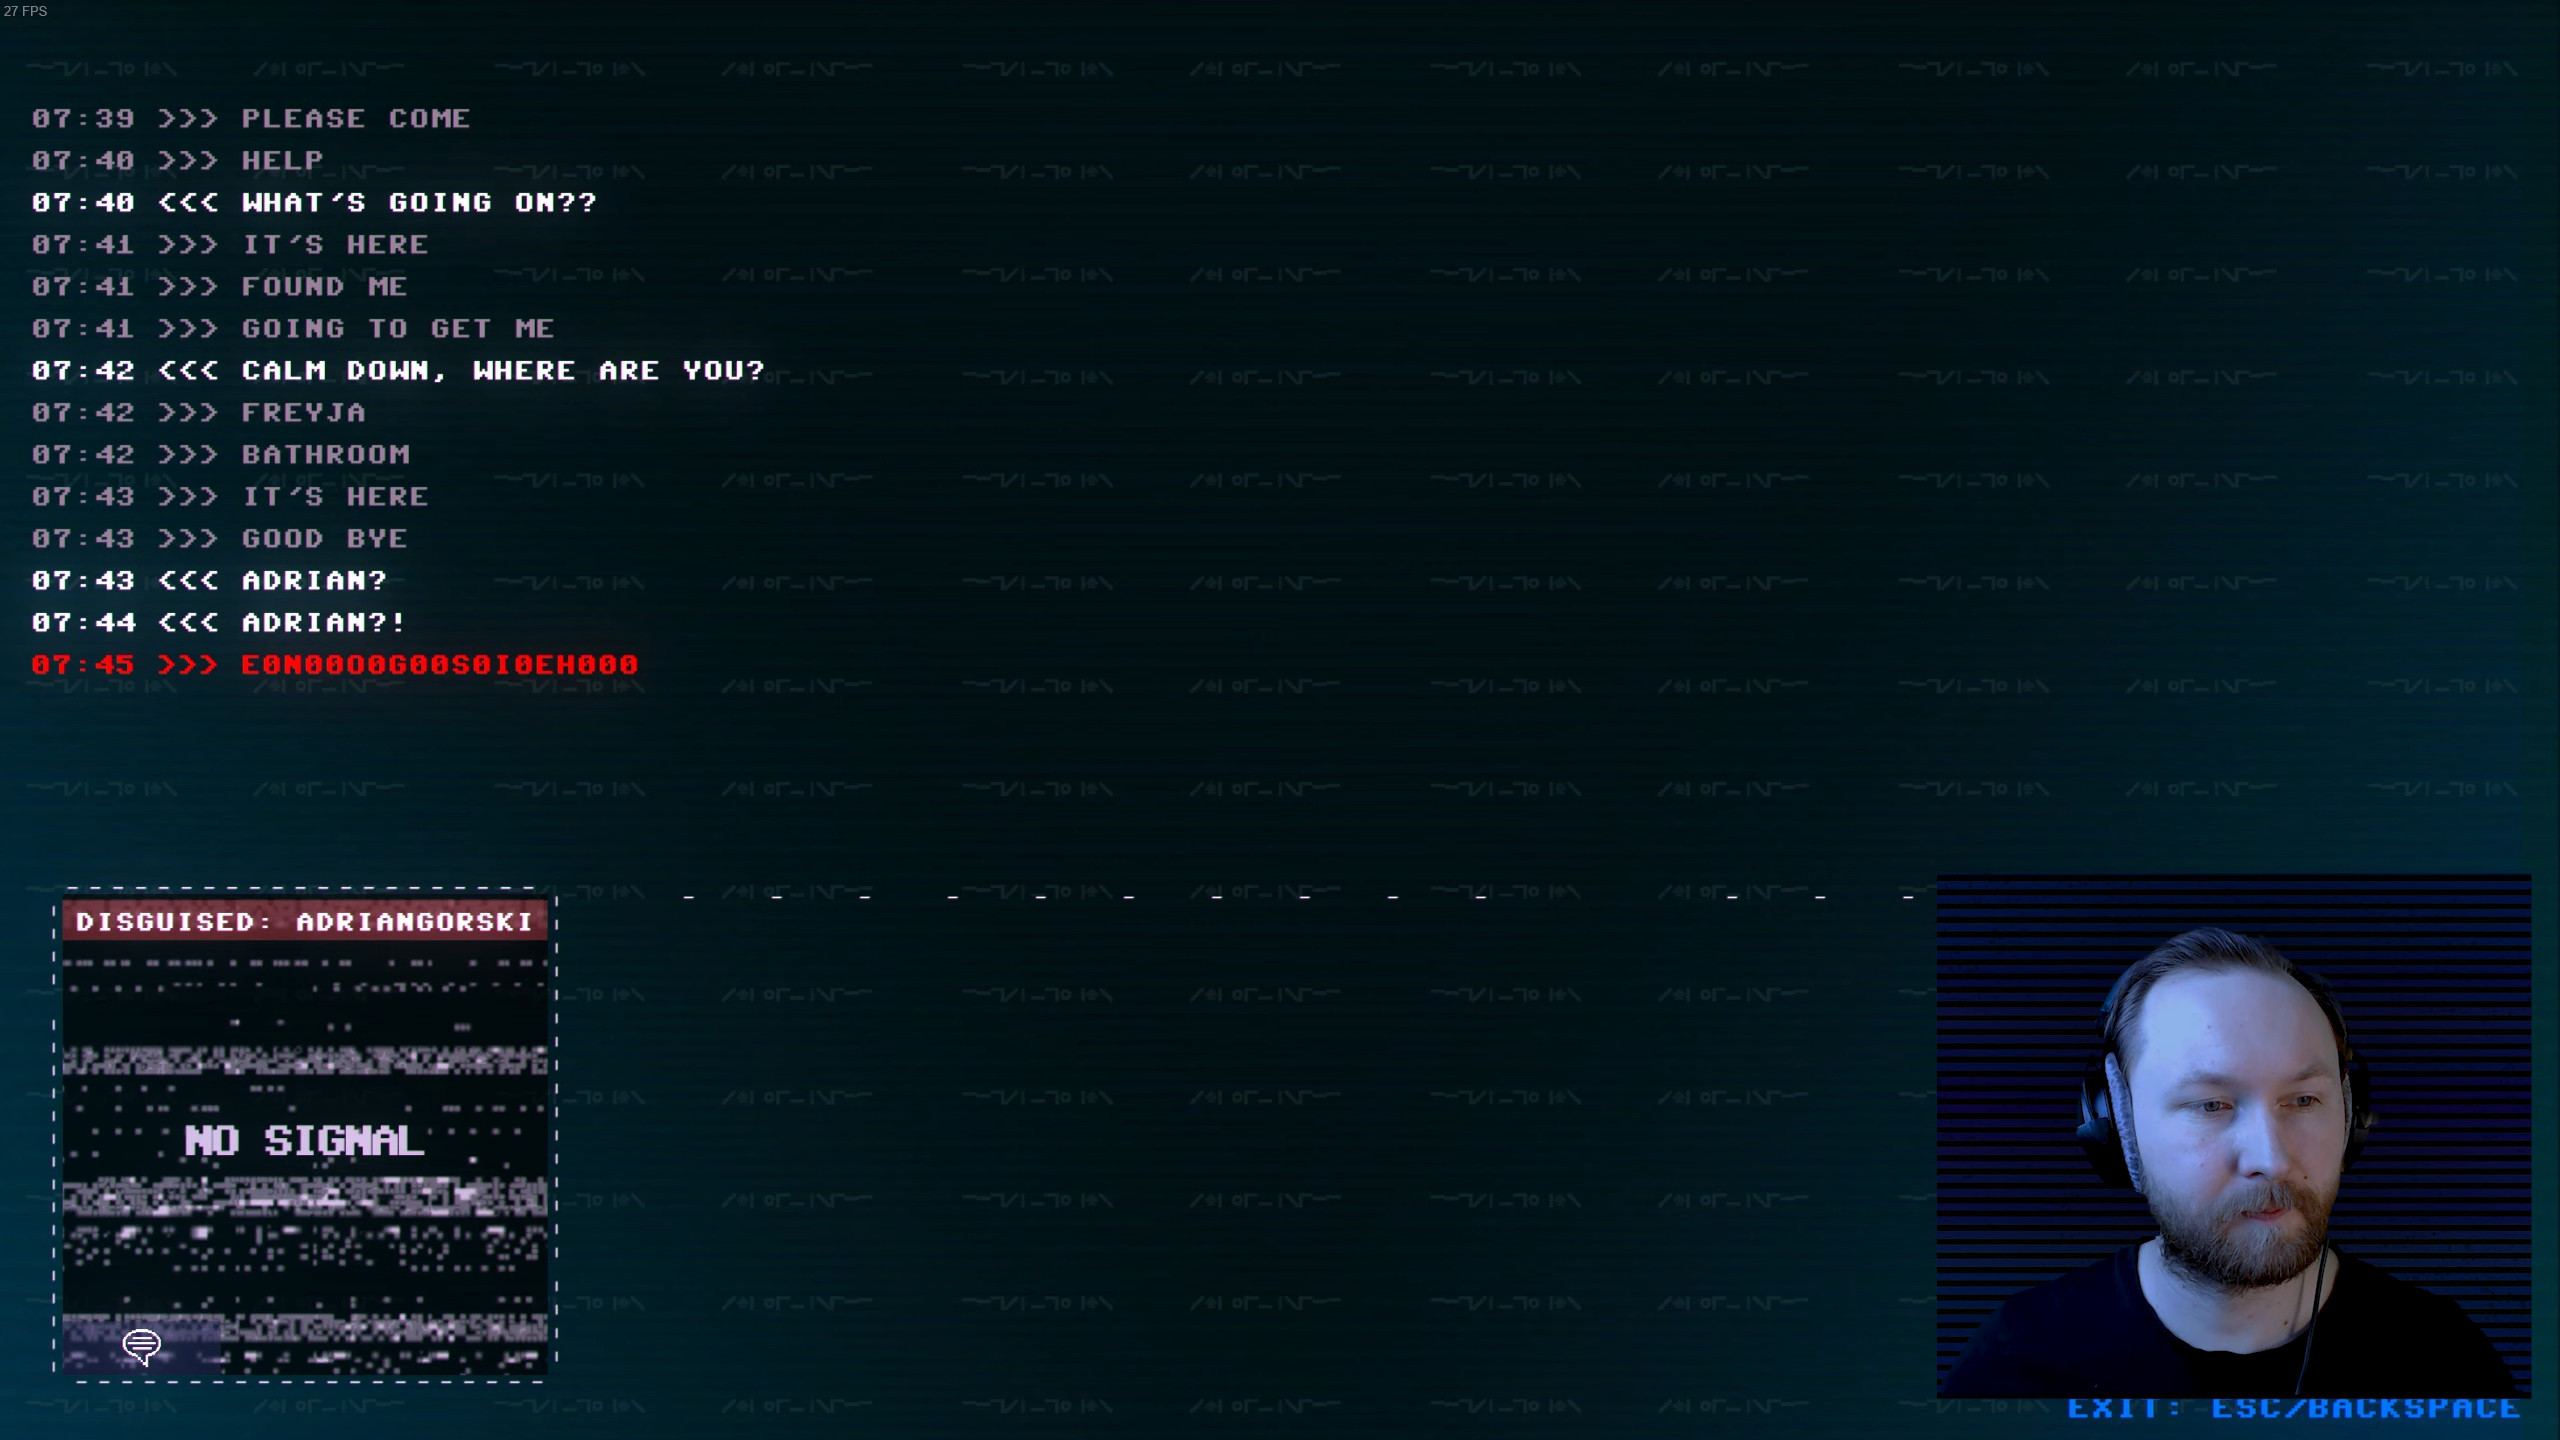 27 FPS
07:39 >>> PLEASE COME
07:40 >>> HELP
07:40 <<< WHAT'S GOING ON??
07:41 >>> IT'S HERE
07:41 >>> FOUND ME
07:41 >>> GOING TO GET ME
07:42 <<< CALM DOWN, WHERE ARE YOU?
07:42 >>> FREYJA
07:42 >>> BATHROOM
07:43 >>> IT'S HERE
07:43 >>> GOOD BYE
07:43 <<< ADRIAN?
07:44 <<< ADRIAN?!
07:45 >>> E0N00O0G00S0I0EH000
DISGUISED: ADRIANGORSKI
NO SIGNAL
EXIT: ESC/BACKSPACE